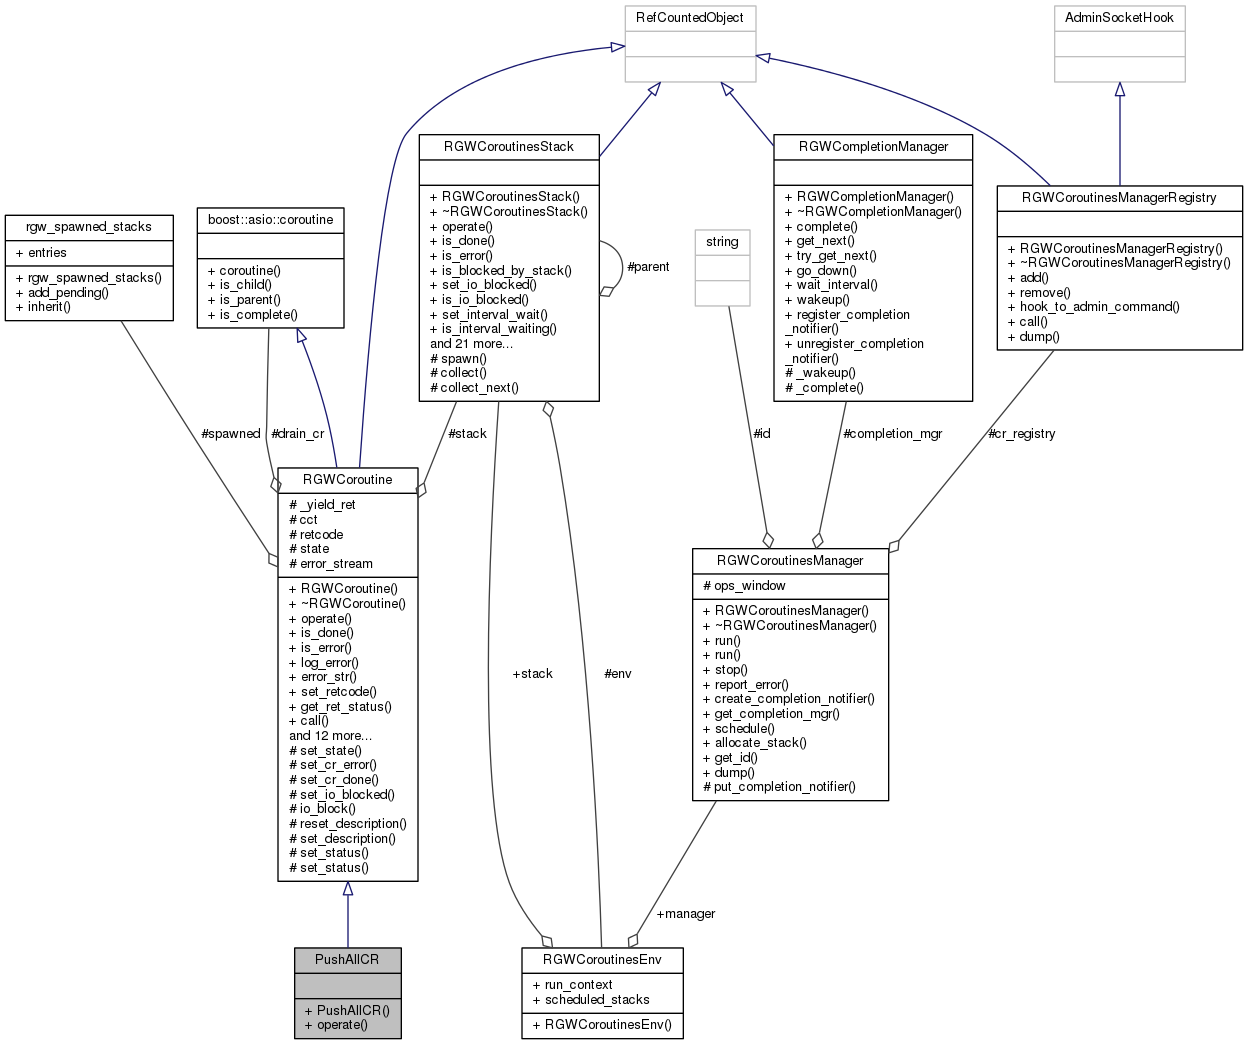 RefCountedObject
AdminSocketHook
RGWCoroutinesStack
+ RGWCoroutinesStack()
+ ~RGWCoroutinesStack()
+ operate()
+ is_done()
+ is_error()
+ is_blocked_by_stack()
+ set_io_blocked()
+ is_io_blocked()
+ set_interval_wait()
+ is_interval_waiting()
and 21 more...
# spawn()
# collect()
# collect_next()
RGWCompletionManager
+ RGWCompletionManager()
+ ~RGWCompletionManager()
+ complete()
+ get_next()
+ try_get_next()
+ go_down()
+ wait_interval()
+ wakeup()
+ register_completion
_notifier()
+ unregister_completion
_notifier()
# _wakeup()
# _complete()
RGWCoroutinesManagerRegistry
+ RGWCoroutinesManagerRegistry()
+ ~RGWCoroutinesManagerRegistry()
+ add()
+ remove()
+ hook_to_admin_command()
+ call()
+ dump()
rgw_spawned_stacks
+ entries
+ rgw_spawned_stacks()
+ add_pending()
+ inherit()
boost::asio::coroutine
+ coroutine()
+ is_child()
+ is_parent()
+ is_complete()
string
#parent
#spawned
#drain_cr
#stack
#id
#completion_mgr
#cr_registry
RGWCoroutine
# _yield_ret
# cct
# retcode
# state
# error_stream
+ RGWCoroutine()
+ ~RGWCoroutine()
+ operate()
+ is_done()
+ is_error()
+ log_error()
+ error_str()
+ set_retcode()
+ get_ret_status()
+ call()
and 12 more...
# set_state()
# set_cr_error()
# set_cr_done()
# set_io_blocked()
# io_block()
# reset_description()
# set_description()
# set_status()
# set_status()
RGWCoroutinesManager
# ops_window
+ RGWCoroutinesManager()
+ ~RGWCoroutinesManager()
+ run()
+ run()
+ stop()
+ report_error()
+ create_completion_notifier()
+ get_completion_mgr()
+ schedule()
+ allocate_stack()
+ get_id()
+ dump()
# put_completion_notifier()
+stack
#env
+manager
PushAllCR
+ PushAllCR()
+ operate()
RGWCoroutinesEnv
+ run_context
+ scheduled_stacks
+ RGWCoroutinesEnv()